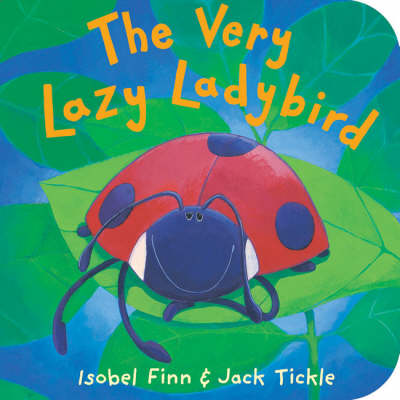 The Very
Lazy Ladybird
Isobel Finn & Jack Tickle